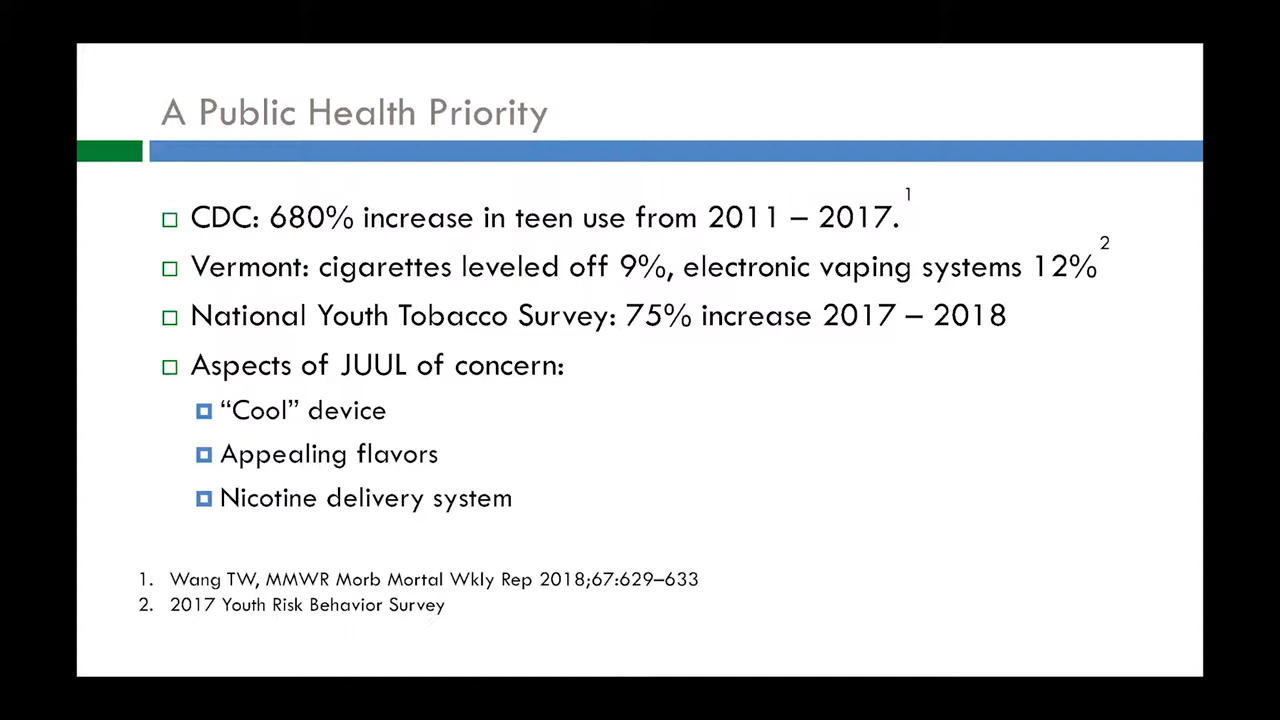 A Public Health Priority
CDC: 680% increase in teen use from 2011 – 2017.1
Vermont: cigarettes leveled off 9%, electronic vaping systems 12%2
National Youth Tobacco Survey: 75% increase 2017 – 2018
Aspects of JUUL of concern:
“Cool” device
Appealing flavors
Nicotine delivery system
1. Wang TW, MMWR Morb Mortal Wkly Rep 2018;67:629–633
2. 2017 Youth Risk Behavior Survey